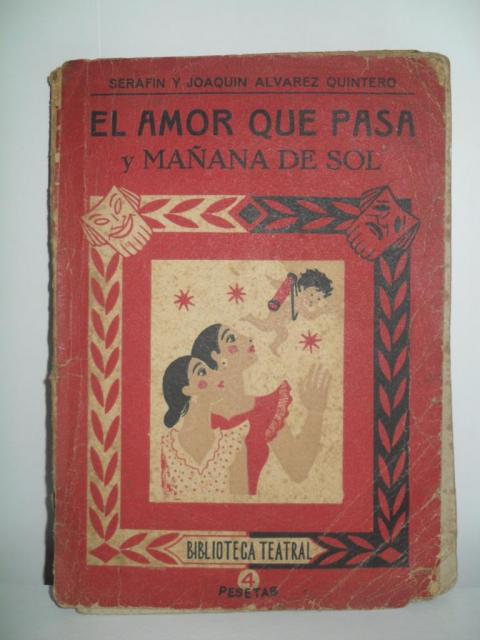 SERAFIN Y JOAQUIN ALVAREZ QUINTERO
EL AMOR QUE PASA
y MAÑANA DE SOL
BIBLIOTECA TEATRAL
4
PESETAS